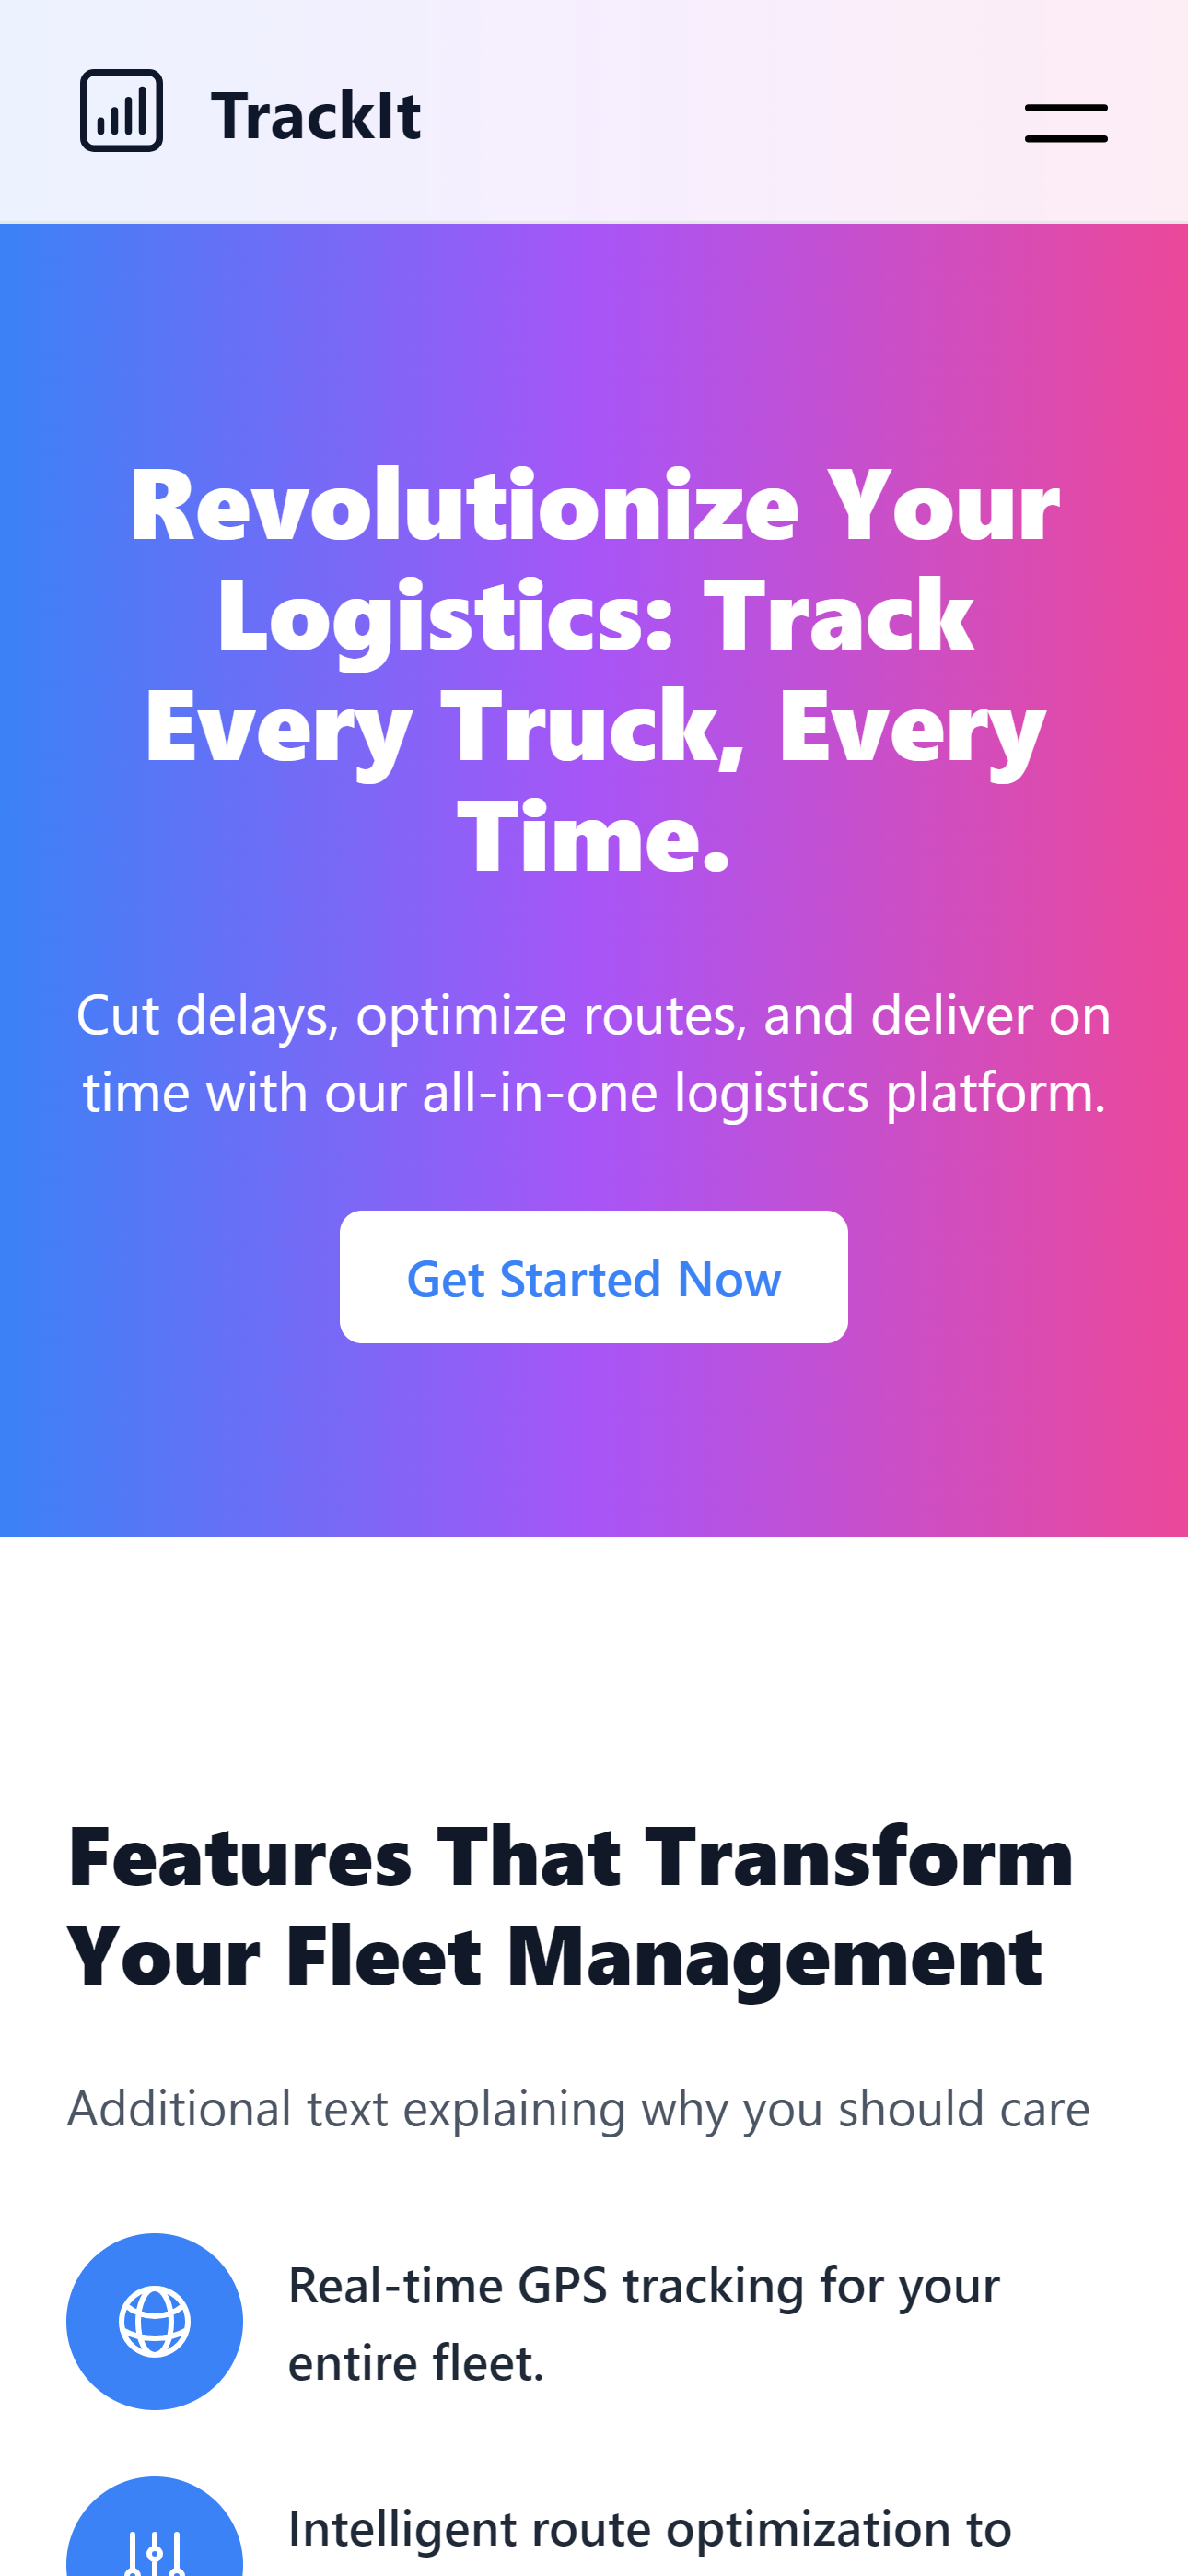 TrackIt
Revolutionize Your
Logistics: Track
Every Truck, Every
Time.
Cut delays, optimize routes, and deliver on
time with our all-in-one logistics platform.
Get Started Now
Features That Transform
Your Fleet Management
Additional text explaining why you should care
Real-time GPS tracking for your
entire fleet.
Intelligent route optimization to